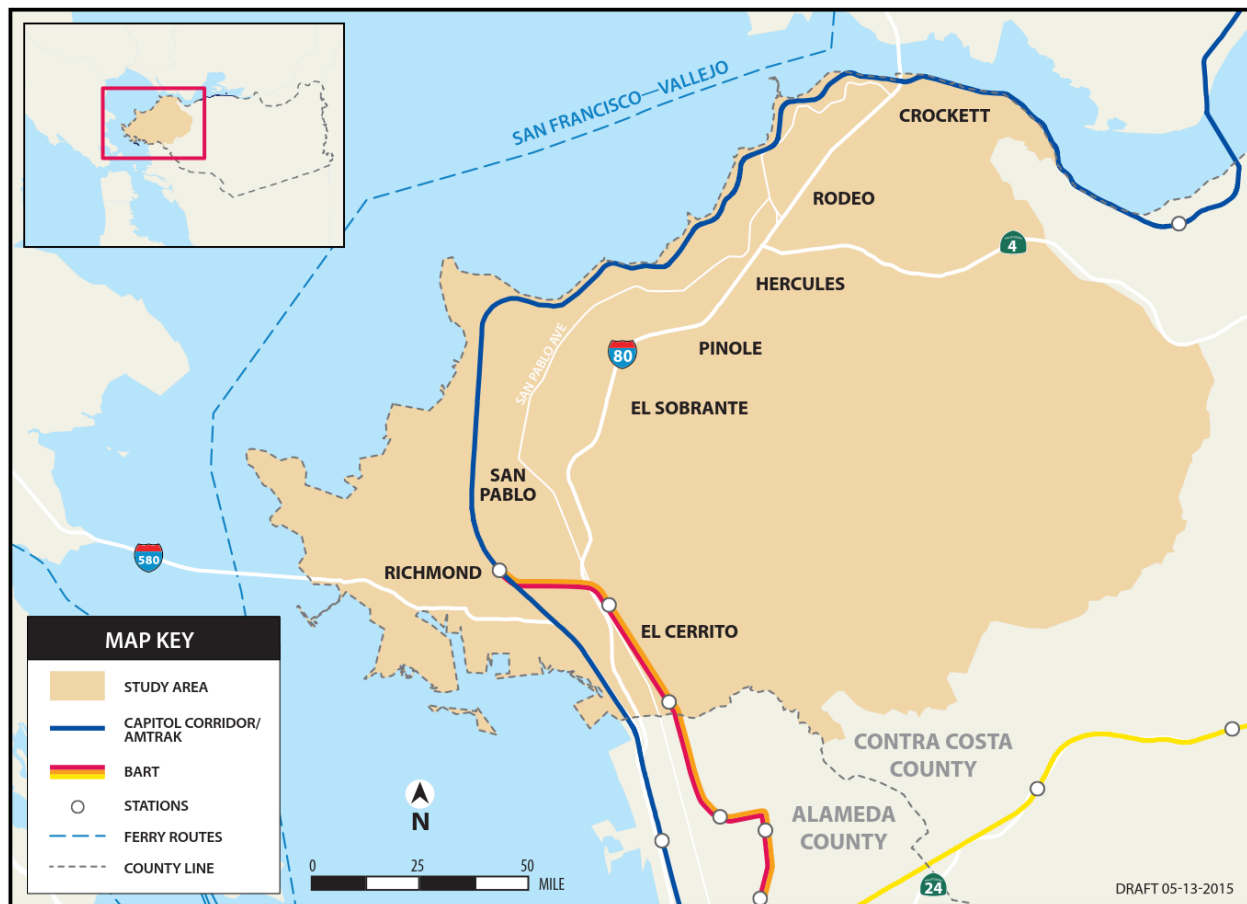 SAN FRANCISCO—VALLEJO
CROCKETT
RODEO
4
HERCULES
SAN PABLO AVE
80
PINOLE
EL SOBRANTE
SAN
PABLO
580
RICHMOND
EL CERRITO
MAP KEY
STUDY AREA
CAPITOL CORRIDOR/
AMTRAK
BART
STATIONS
FERRY ROUTES
COUNTY LINE
N
0 25 50
MILE
CONTRA COSTA
COUNTY
ALAMEDA
COUNTY
24
DRAFT 05-13-2015